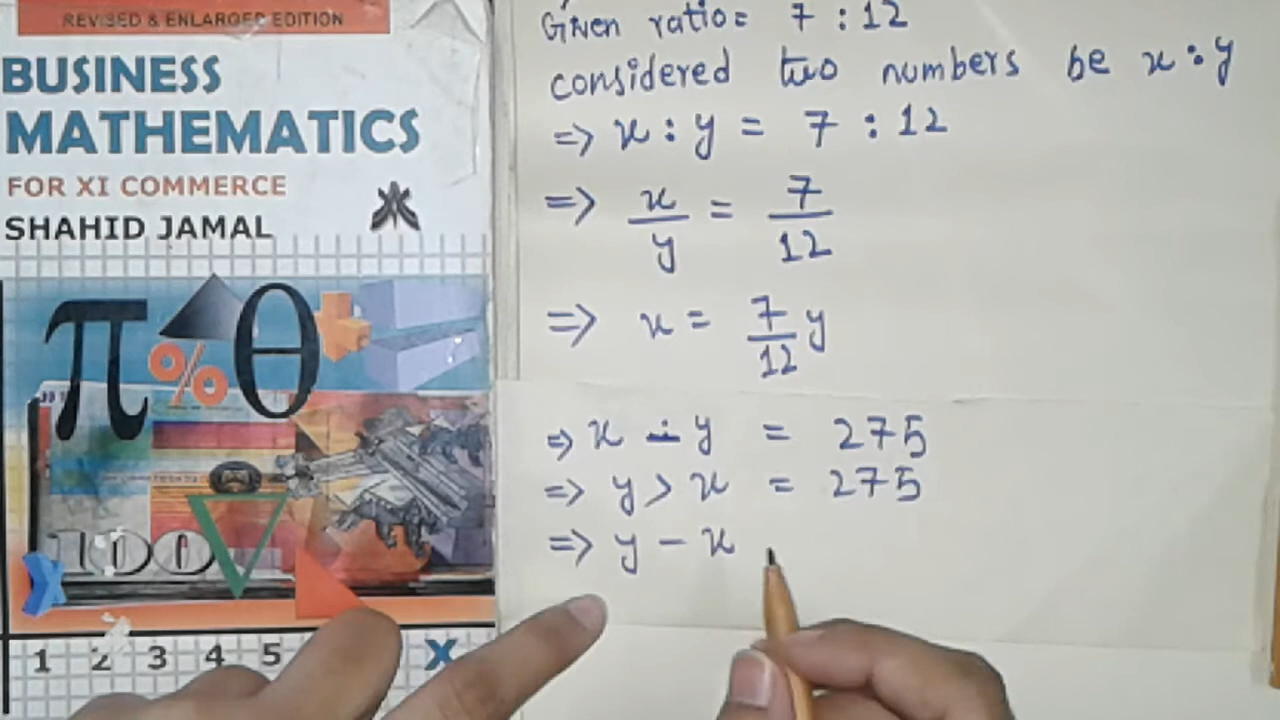 REVISED & ENLARGED EDITION
BUSINESS
MATHEMATICS
FOR XI COMMERCE
SHAHID JAMAL
π % θ +
100
1 2 3 4 5 X
Given ratio= 7 : 12
considered two numbers be x : y
=> x : y = 7 : 12
=> x/y = 7/12
=> x = 7/12 y
=> x ∸ y = 275
=> y > x = 275
=> y - x